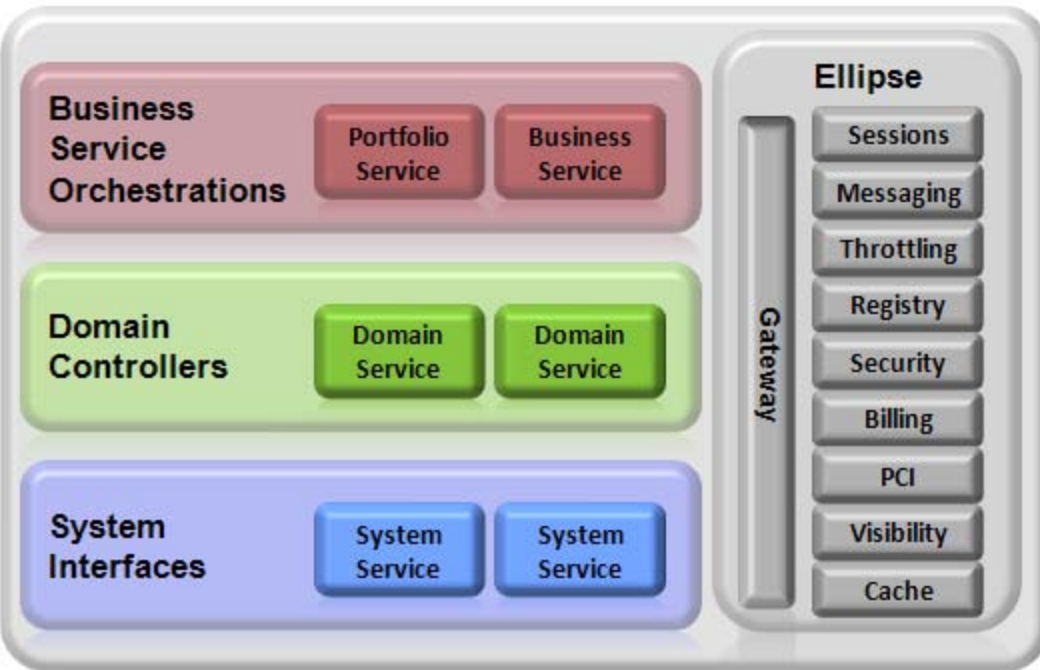 Business
Service
Orchestrations
Portfolio
Service
Business
Service
Domain
Controllers
Domain
Service
Domain
Service
System
Interfaces
System
Service
System
Service
Ellipse
Gateway
Sessions
Messaging
Throttling
Registry
Security
Billing
PCI
Visibility
Cache